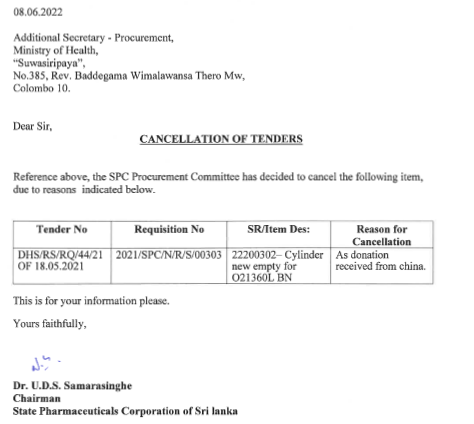 08.06.2022
Additional Secretary - Procurement,
Ministry of Health,
"Suwasiripaya",
No.385, Rev. Baddegama Wimalawansa Thero Mw,
Colombo 10.
Dear Sir,
CANCELLATION OF TENDERS
Reference above, the SPC Procurement Committee has decided to cancel the following item,
due to reasons indicated below.
Tender No
Requisition No
SR/Item Des:
Reason for
Cancellation
DHS/RS/RQ/44/21
OF 18.05.2021
2021/SPC/N/R/S/00303
22200302– Cylinder
new empty for
O21360L BN
As donation
received from china.
This is for your information please.
Yours faithfully,
Dr. U.D.S. Samarasinghe
Chairman
State Pharmaceuticals Corporation of Sri lanka